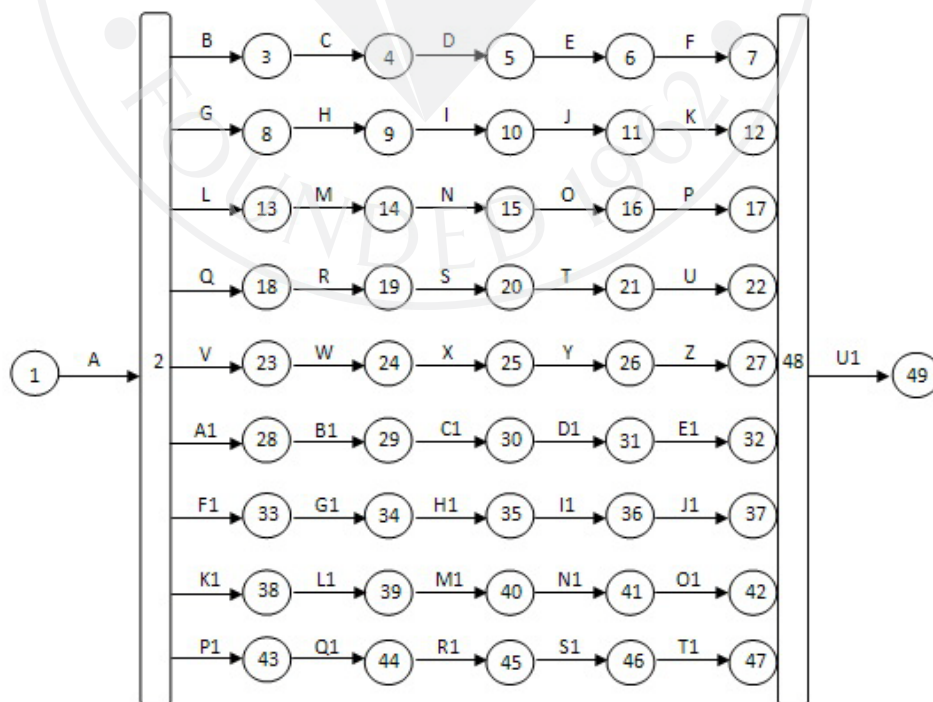 B C D E F
3 4 5 6 7
G H I J K
8 9 10 11 12
L M N O P
13 14 15 16 17
Q R S T U
18 19 20 21 22
1 A 2 V W X Y Z 48 U1 49
23 24 25 26 27
A1 B1 C1 D1 E1
28 29 30 31 32
F1 G1 H1 I1 J1
33 34 35 36 37
K1 L1 M1 N1 O1
38 39 40 41 42
P1 Q1 R1 S1 T1
43 44 45 46 47
FOUNDED 1962